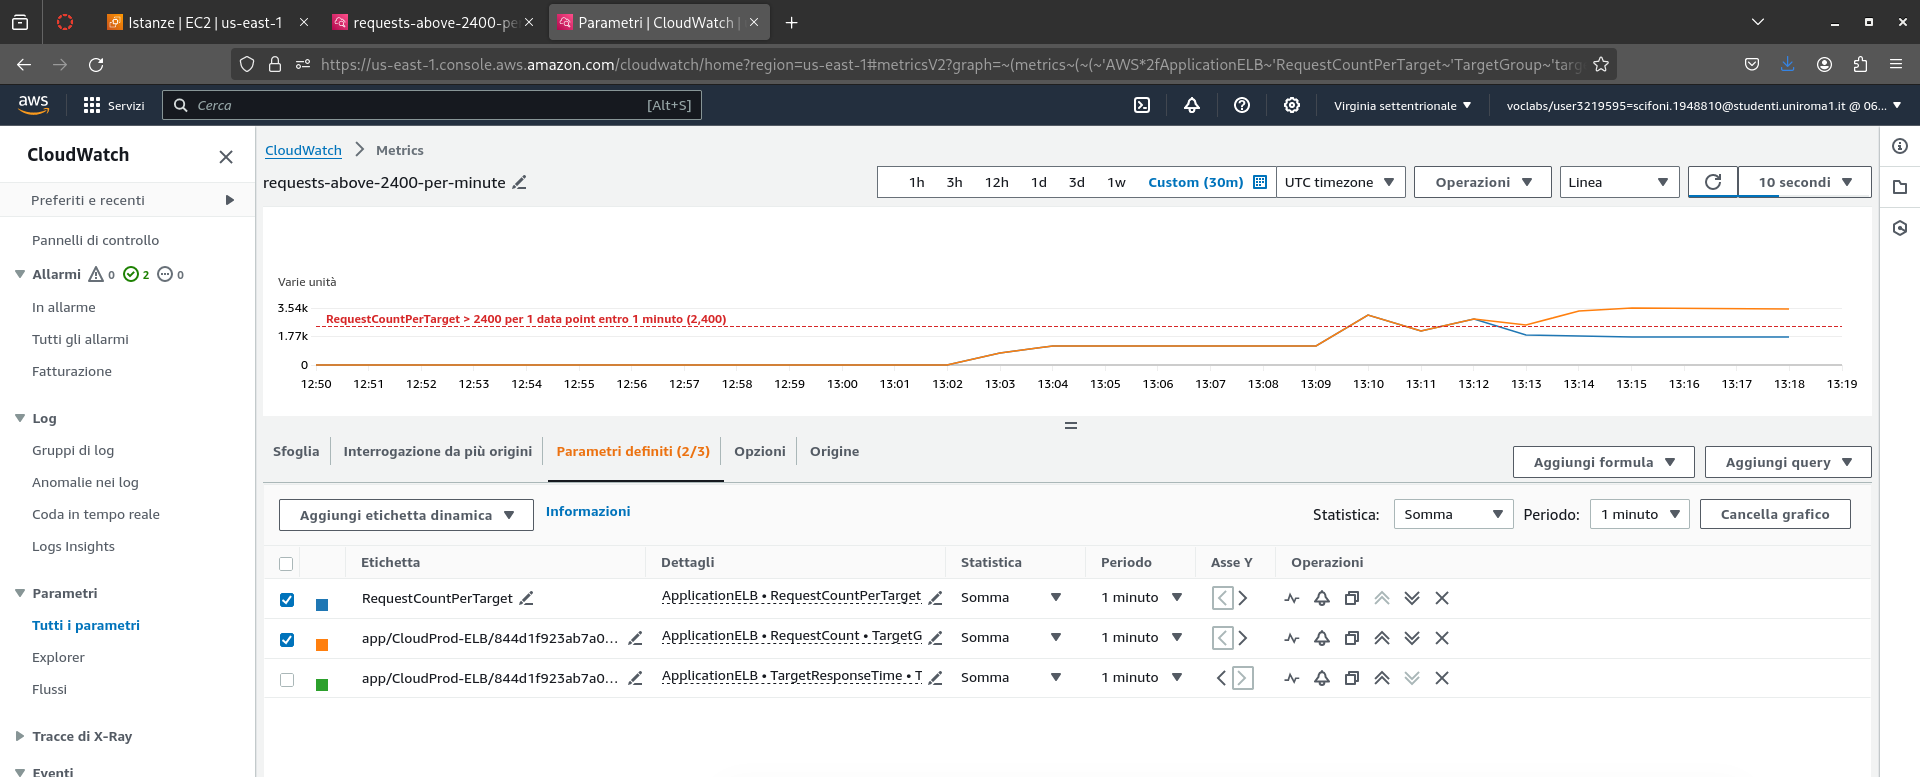 Istanze | EC2 | us-east-1
requests-above-2400-pe
Parametri | CloudWatch |
https://us-east-1.console.aws.amazon.com/cloudwatch/home?region=us-east-1#metricsV2?graph=~(metrics~(~(~'AWS*2fApplicationELB~'RequestCountPerTarget~'TargetGroup~'targ
aws
Servizi
Cerca
[Alt+S]
Virginia settentrionale
voclabs/user3219595=scifoni.1948810@studenti.uniroma1.it @ 06...
CloudWatch
Preferiti e recenti
Pannelli di controllo
Allarmi 0 2 0
In allarme
Tutti gli allarmi
Fatturazione
Log
Gruppi di log
Anomalie nei log
Coda in tempo reale
Logs Insights
Parametri
Tutti i parametri
Explorer
Flussi
Tracce di X-Ray
Eventi
CloudWatch Metrics
requests-above-2400-per-minute
1h 3h 12h 1d 3d 1w Custom (30m) UTC timezone
Operazioni
Linea
10 secondi
Varie unità
3.54k
RequestCountPerTarget > 2400 per 1 data point entro 1 minuto (2,400)
1.77k
0
12:50 12:51 12:52 12:53 12:54 12:55 12:56 12:57 12:58 12:59 13:00 13:01 13:02 13:03 13:04 13:05 13:06 13:07 13:08 13:09 13:10 13:11 13:12 13:13 13:14 13:15 13:16 13:17 13:18 13:19
Sfoglia
Interrogazione da più origini
Parametri definiti (2/3)
Opzioni
Origine
Aggiungi formula
Aggiungi query
Aggiungi etichetta dinamica
Informazioni
Statistica: Somma
Periodo: 1 minuto
Cancella grafico
Etichetta Dettagli Statistica Periodo Asse Y Operazioni
RequestCountPerTarget ApplicationELB • RequestCountPerTarget Somma 1 minuto
app/CloudProd-ELB/844d1f923ab7a0... ApplicationELB • RequestCount • TargetG Somma 1 minuto
app/CloudProd-ELB/844d1f923ab7a0... ApplicationELB • TargetResponseTime • T Somma 1 minuto